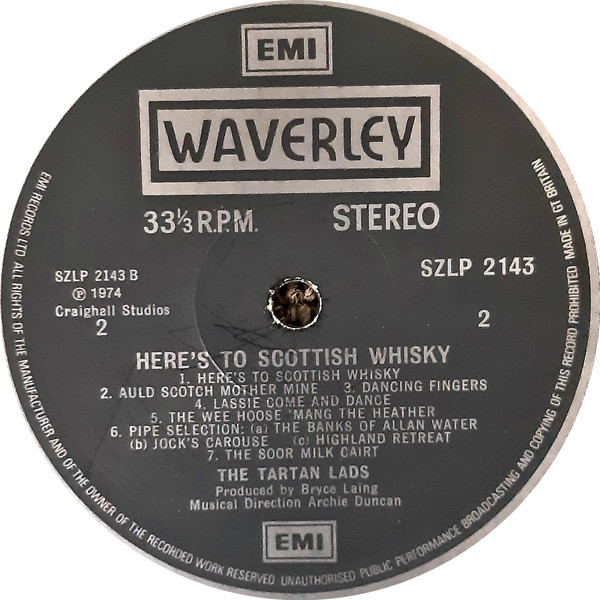 EMI
WAVERLEY
33⅓ R.P.M. STEREO
SZLP 2143 B
℗ 1974
Craighall Studios
2
SZLP 2143
2
HERE'S TO SCOTTISH WHISKY
1. HERE'S TO SCOTTISH WHISKY
2. AULD SCOTCH MOTHER MINE 3. DANCING FINGERS
4. LASSIE COME AND DANCE
5. THE WEE HOOSE 'MANG THE HEATHER
6. PIPE SELECTION: (a) THE BANKS OF ALLAN WATER
(b) JOCK'S CAROUSE (c) HIGHLAND RETREAT
7. THE SOOR MILK CAIRT
THE TARTAN LADS
Produced by Bryce Laing
Musical Direction Archie Duncan
EMI
EMI RECORDS LTD ALL RIGHTS OF THE MANUFACTURER AND OF THE OWNER OF THE RECORDED WORK RESERVED UNAUTHORISED PUBLIC PERFORMANCE BROADCASTING AND COPYING OF THIS RECORD PROHIBITED · MADE IN GT BRITAIN